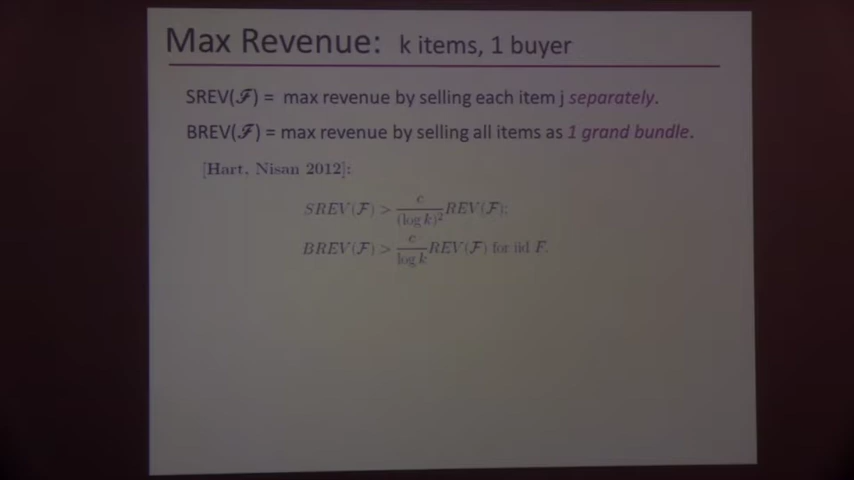 Max Revenue: k items, 1 buyer
SREV(ℱ) = max revenue by selling each item j separately.
BREV(ℱ) = max revenue by selling all items as 1 grand bundle.
[Hart, Nisan 2012]:
SREV(ℱ) > c/(log k)² REV(ℱ);
BREV(ℱ) > c/log k REV(ℱ) for iid F.